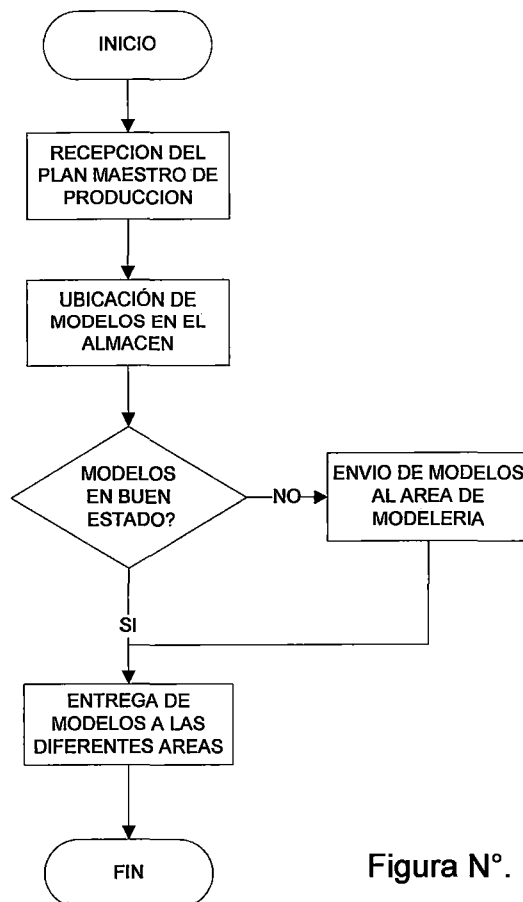 INICIO
RECEPCION DEL
PLAN MAESTRO DE
PRODUCCION
UBICACIÓN DE
MODELOS EN EL
ALMACEN
MODELOS
EN BUEN
ESTADO?
NO
ENVIO DE MODELOS
AL AREA DE
MODELERIA
SI
ENTREGA DE
MODELOS A LAS
DIFERENTES AREAS
FIN
Figura N°.